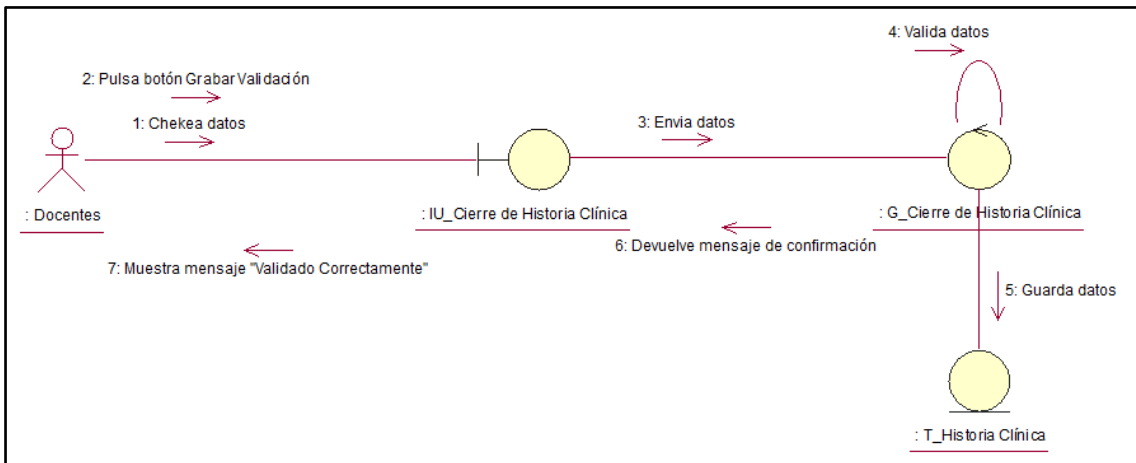 4: Valida datos
2: Pulsa botón Grabar Validación
1: Chekea datos
3: Envia datos
: Docentes
: IU_Cierre de Historia Clínica
: G_Cierre de Historia Clínica
6: Devuelve mensaje de confirmación
7: Muestra mensaje "Validado Correctamente"
5: Guarda datos
: T_Historia Clínica